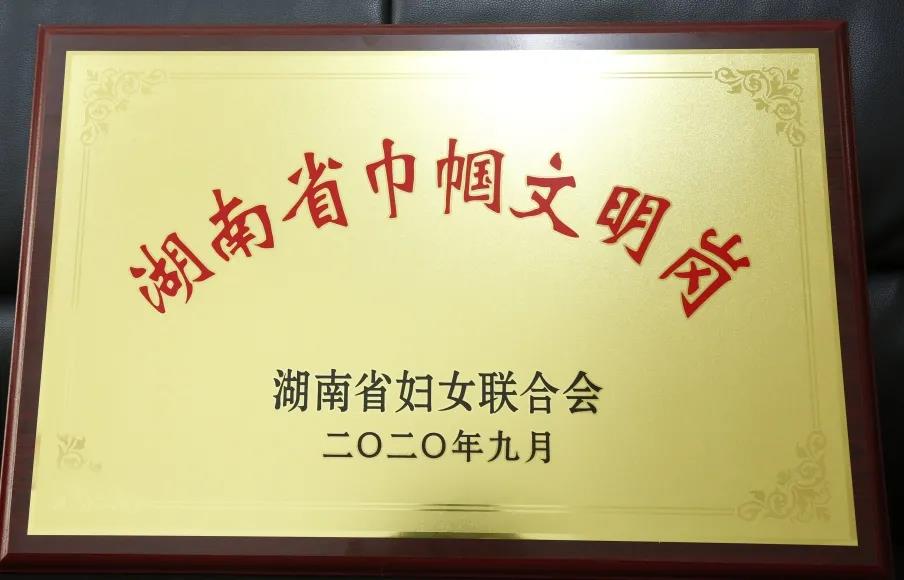 湖南省巾帼文明岗
湖南省妇女联合会
二〇二〇年九月